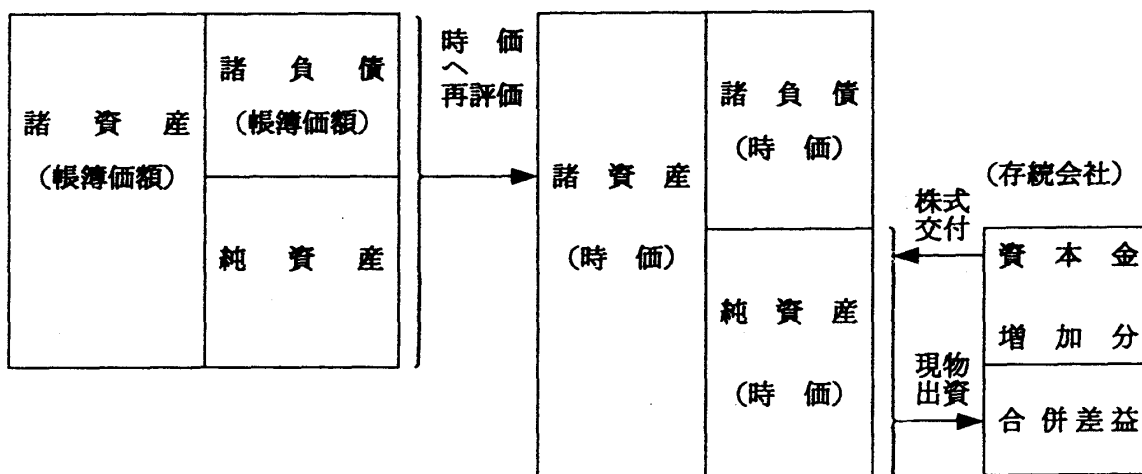 諸資産
(帳簿価額)
諸負債
(帳簿価額)
純資産
時価
へ
再評価
諸資産
(時価)
諸負債
(時価)
純資産
(時価)
(存続会社)
株式
交付
現物
出資
資本金
増加分
合併差益